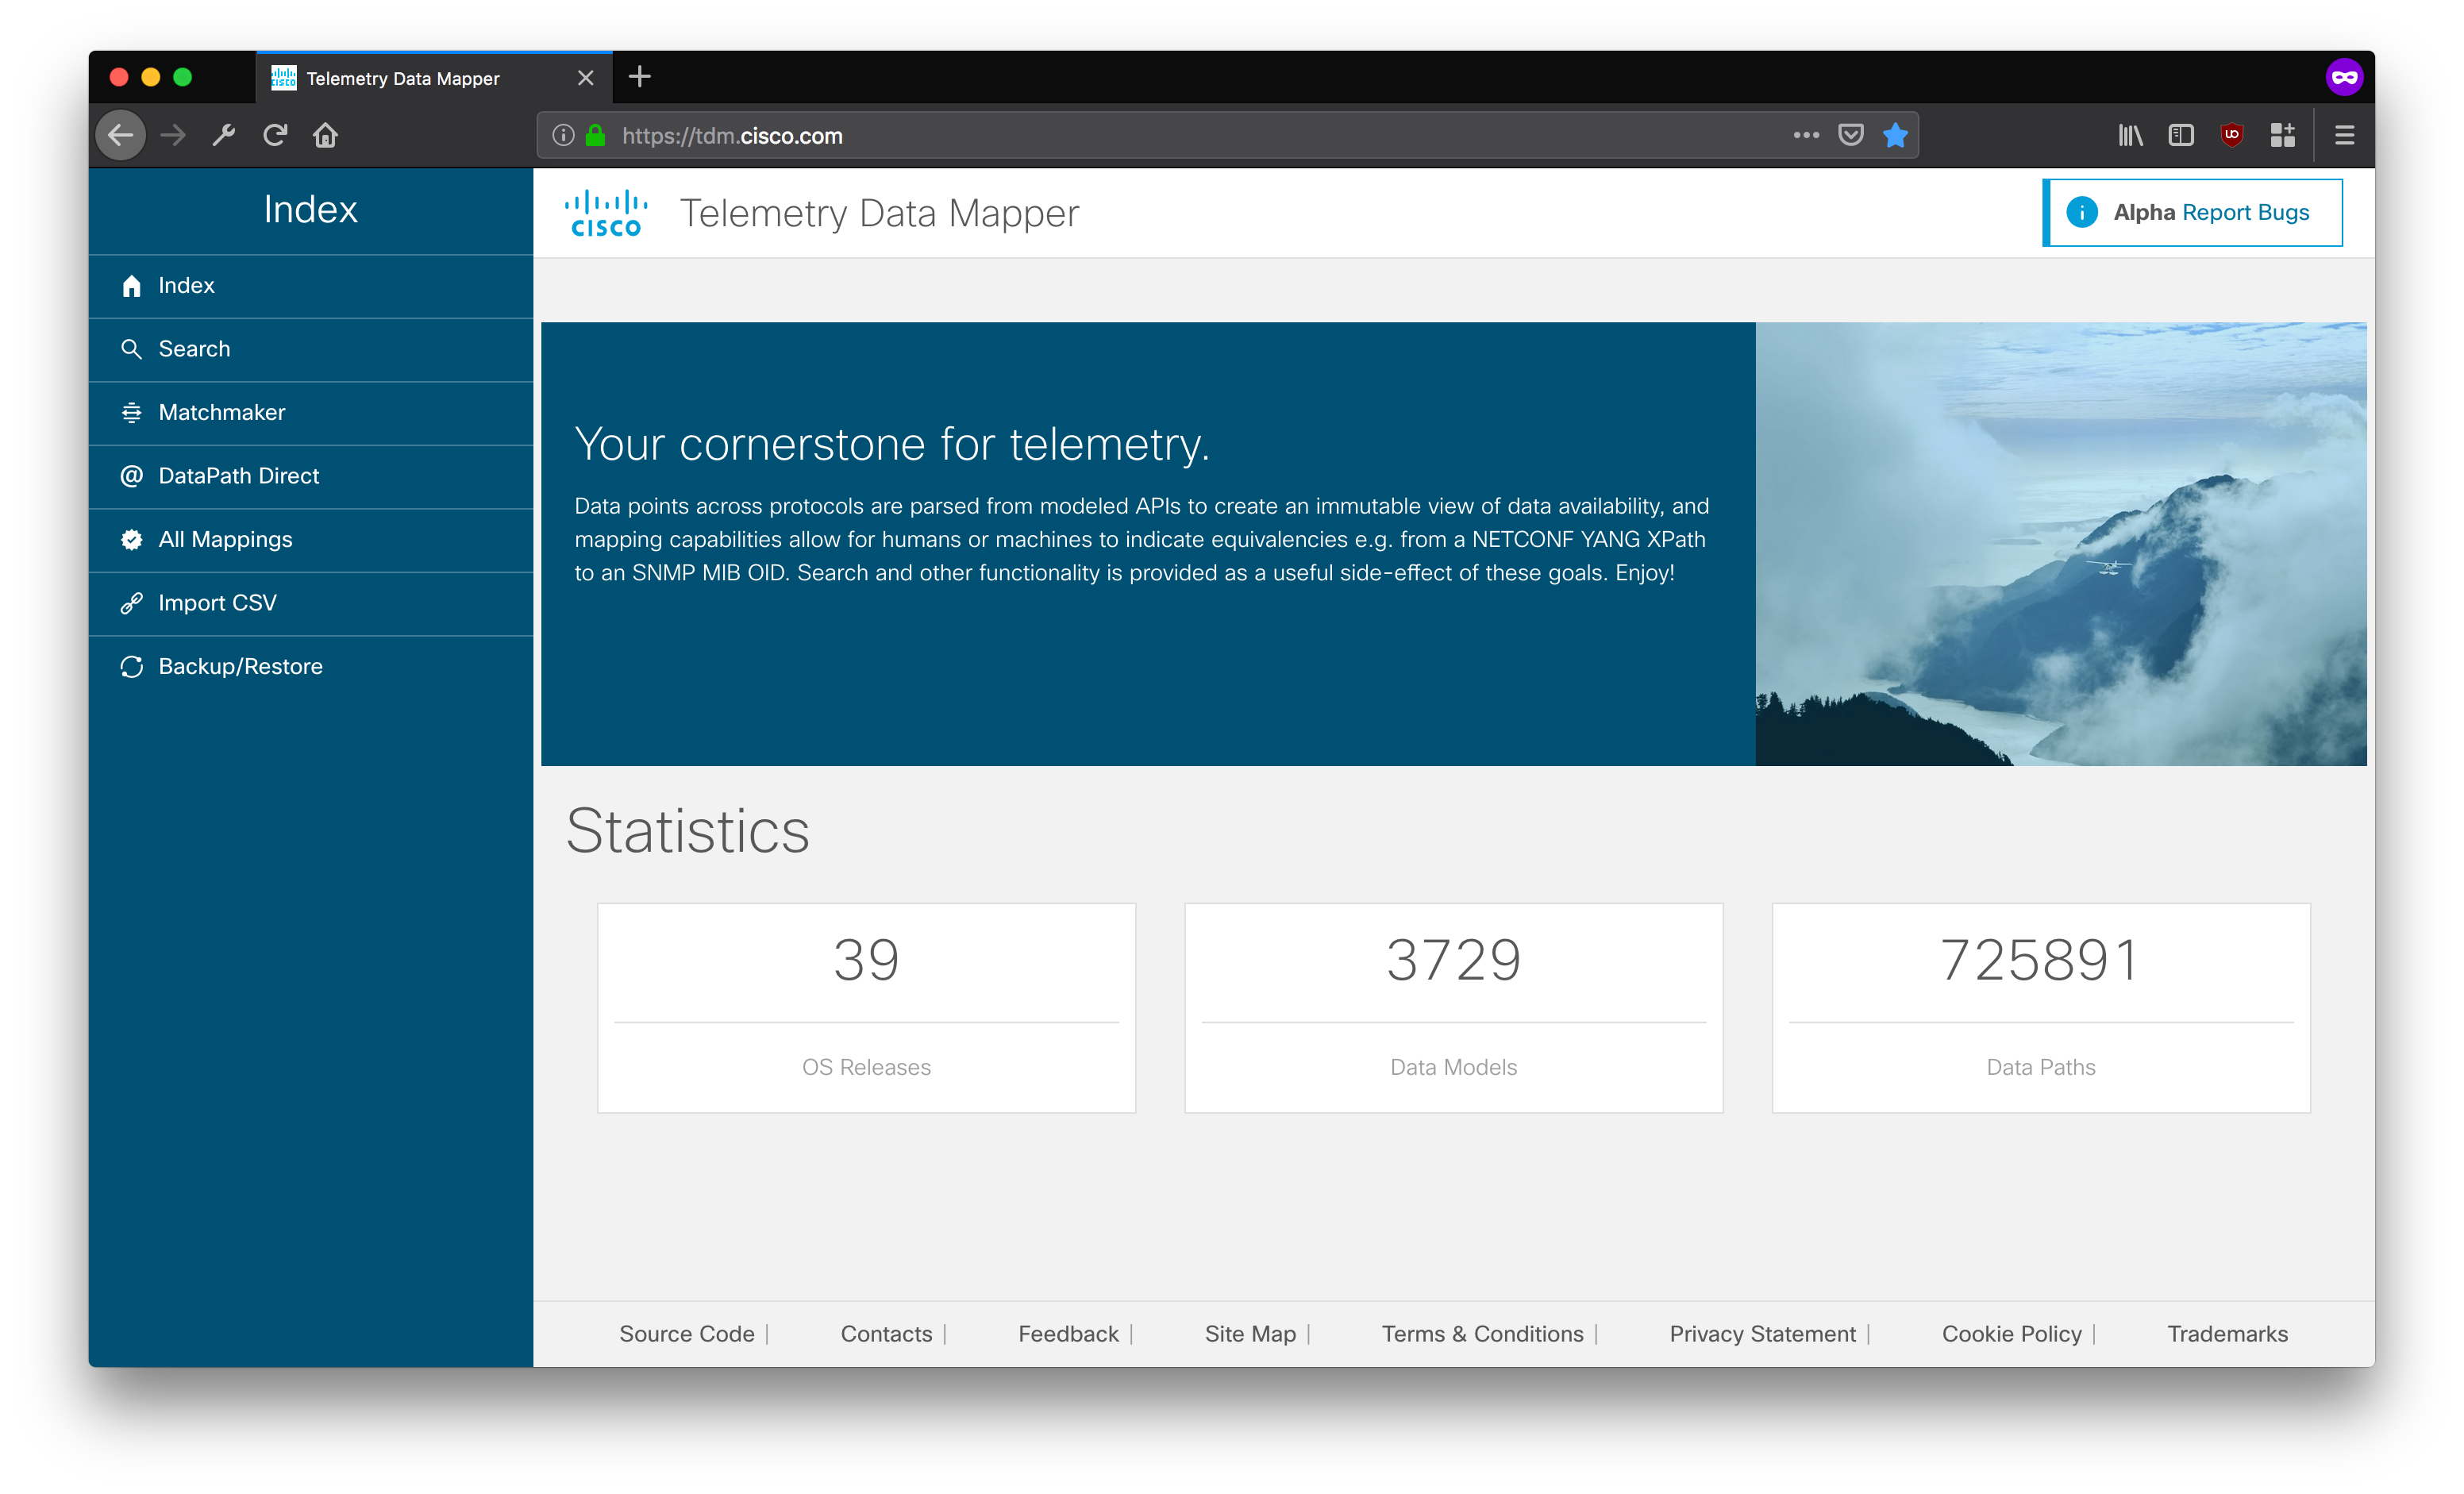 Telemetry Data Mapper
https://tdm.cisco.com
Index
Index
Search
Matchmaker
DataPath Direct
All Mappings
Import CSV
Backup/Restore
CISCO
Telemetry Data Mapper
Alpha Report Bugs
Your cornerstone for telemetry.
Data points across protocols are parsed from modeled APIs to create an immutable view of data availability, and
mapping capabilities allow for humans or machines to indicate equivalencies e.g. from a NETCONF YANG XPath
to an SNMP MIB OID. Search and other functionality is provided as a useful side-effect of these goals. Enjoy!
Statistics
39
OS Releases
3729
Data Models
725891
Data Paths
Source Code | Contacts | Feedback | Site Map | Terms & Conditions | Privacy Statement | Cookie Policy | Trademarks